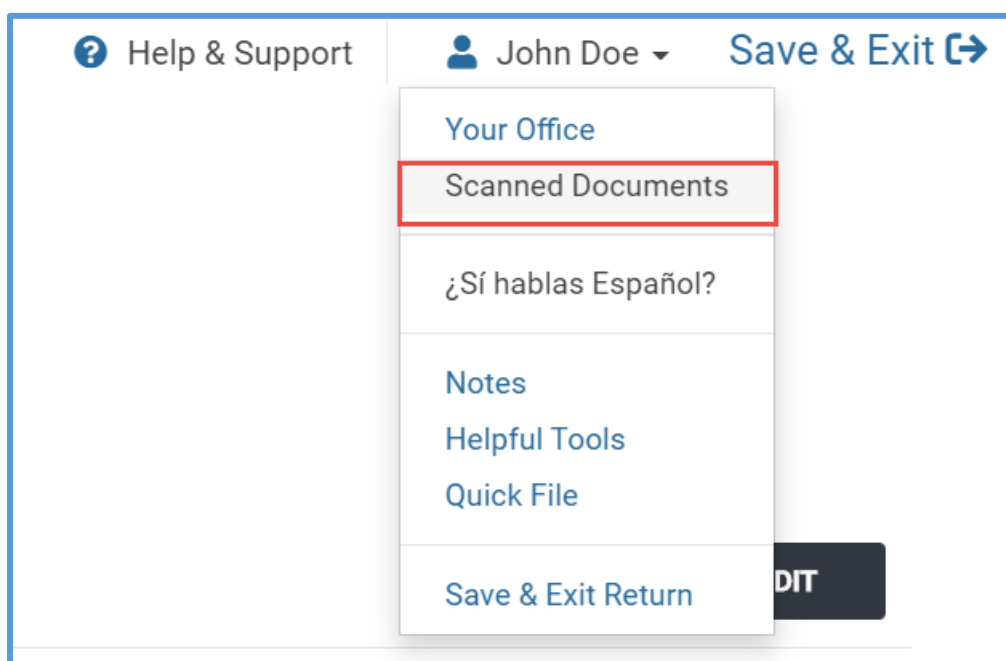 Help & Support John Doe Save & Exit
Your Office
Scanned Documents
¿Sí hablas Español?
Notes
Helpful Tools
Quick File
DIT
Save & Exit Return